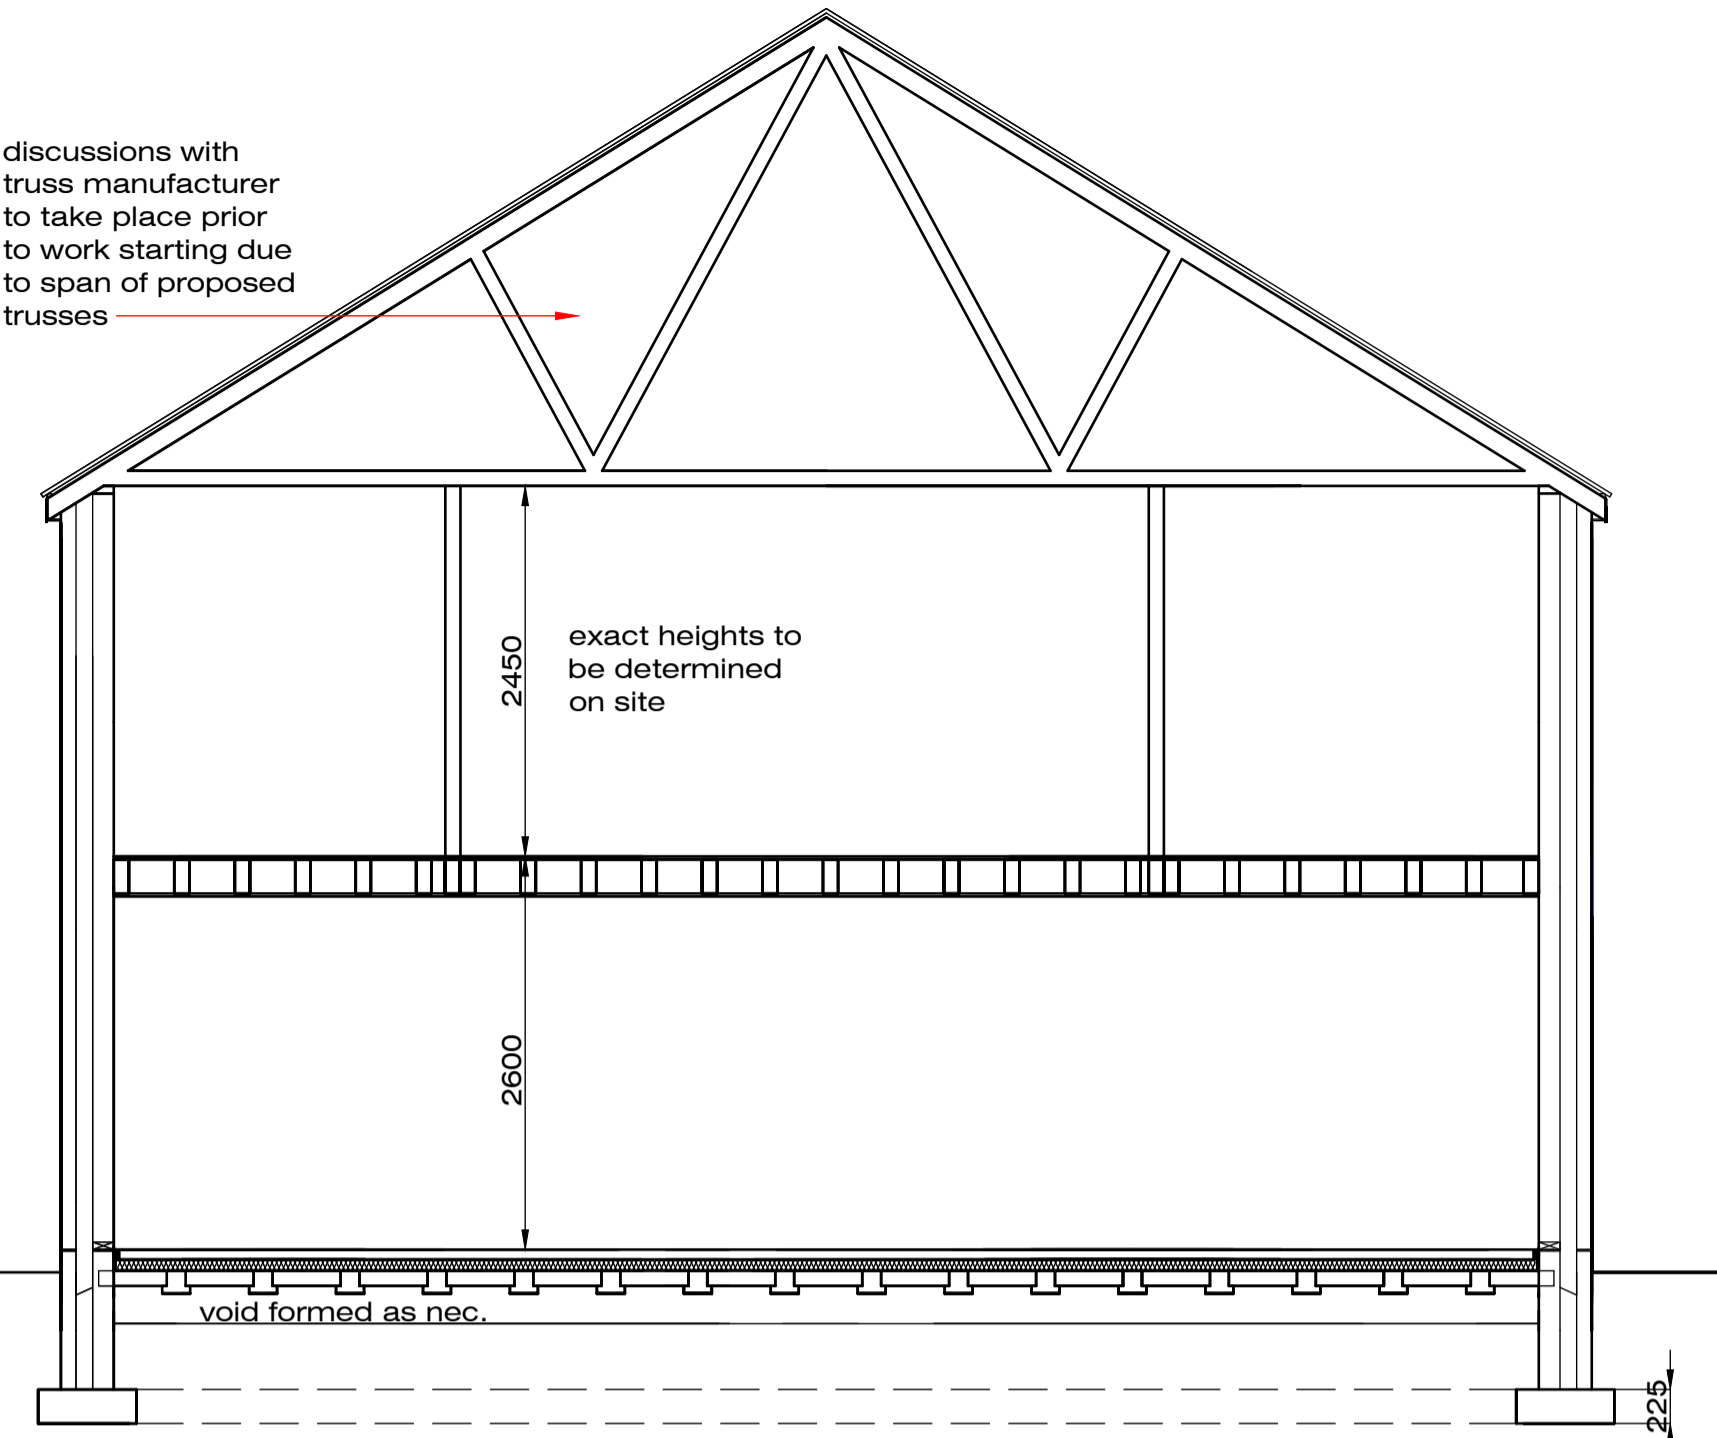 discussions with
truss manufacturer
to take place prior
to work starting due
to span of proposed
trusses
2450
exact heights to
be determined
on site
2600
void formed as nec.
225